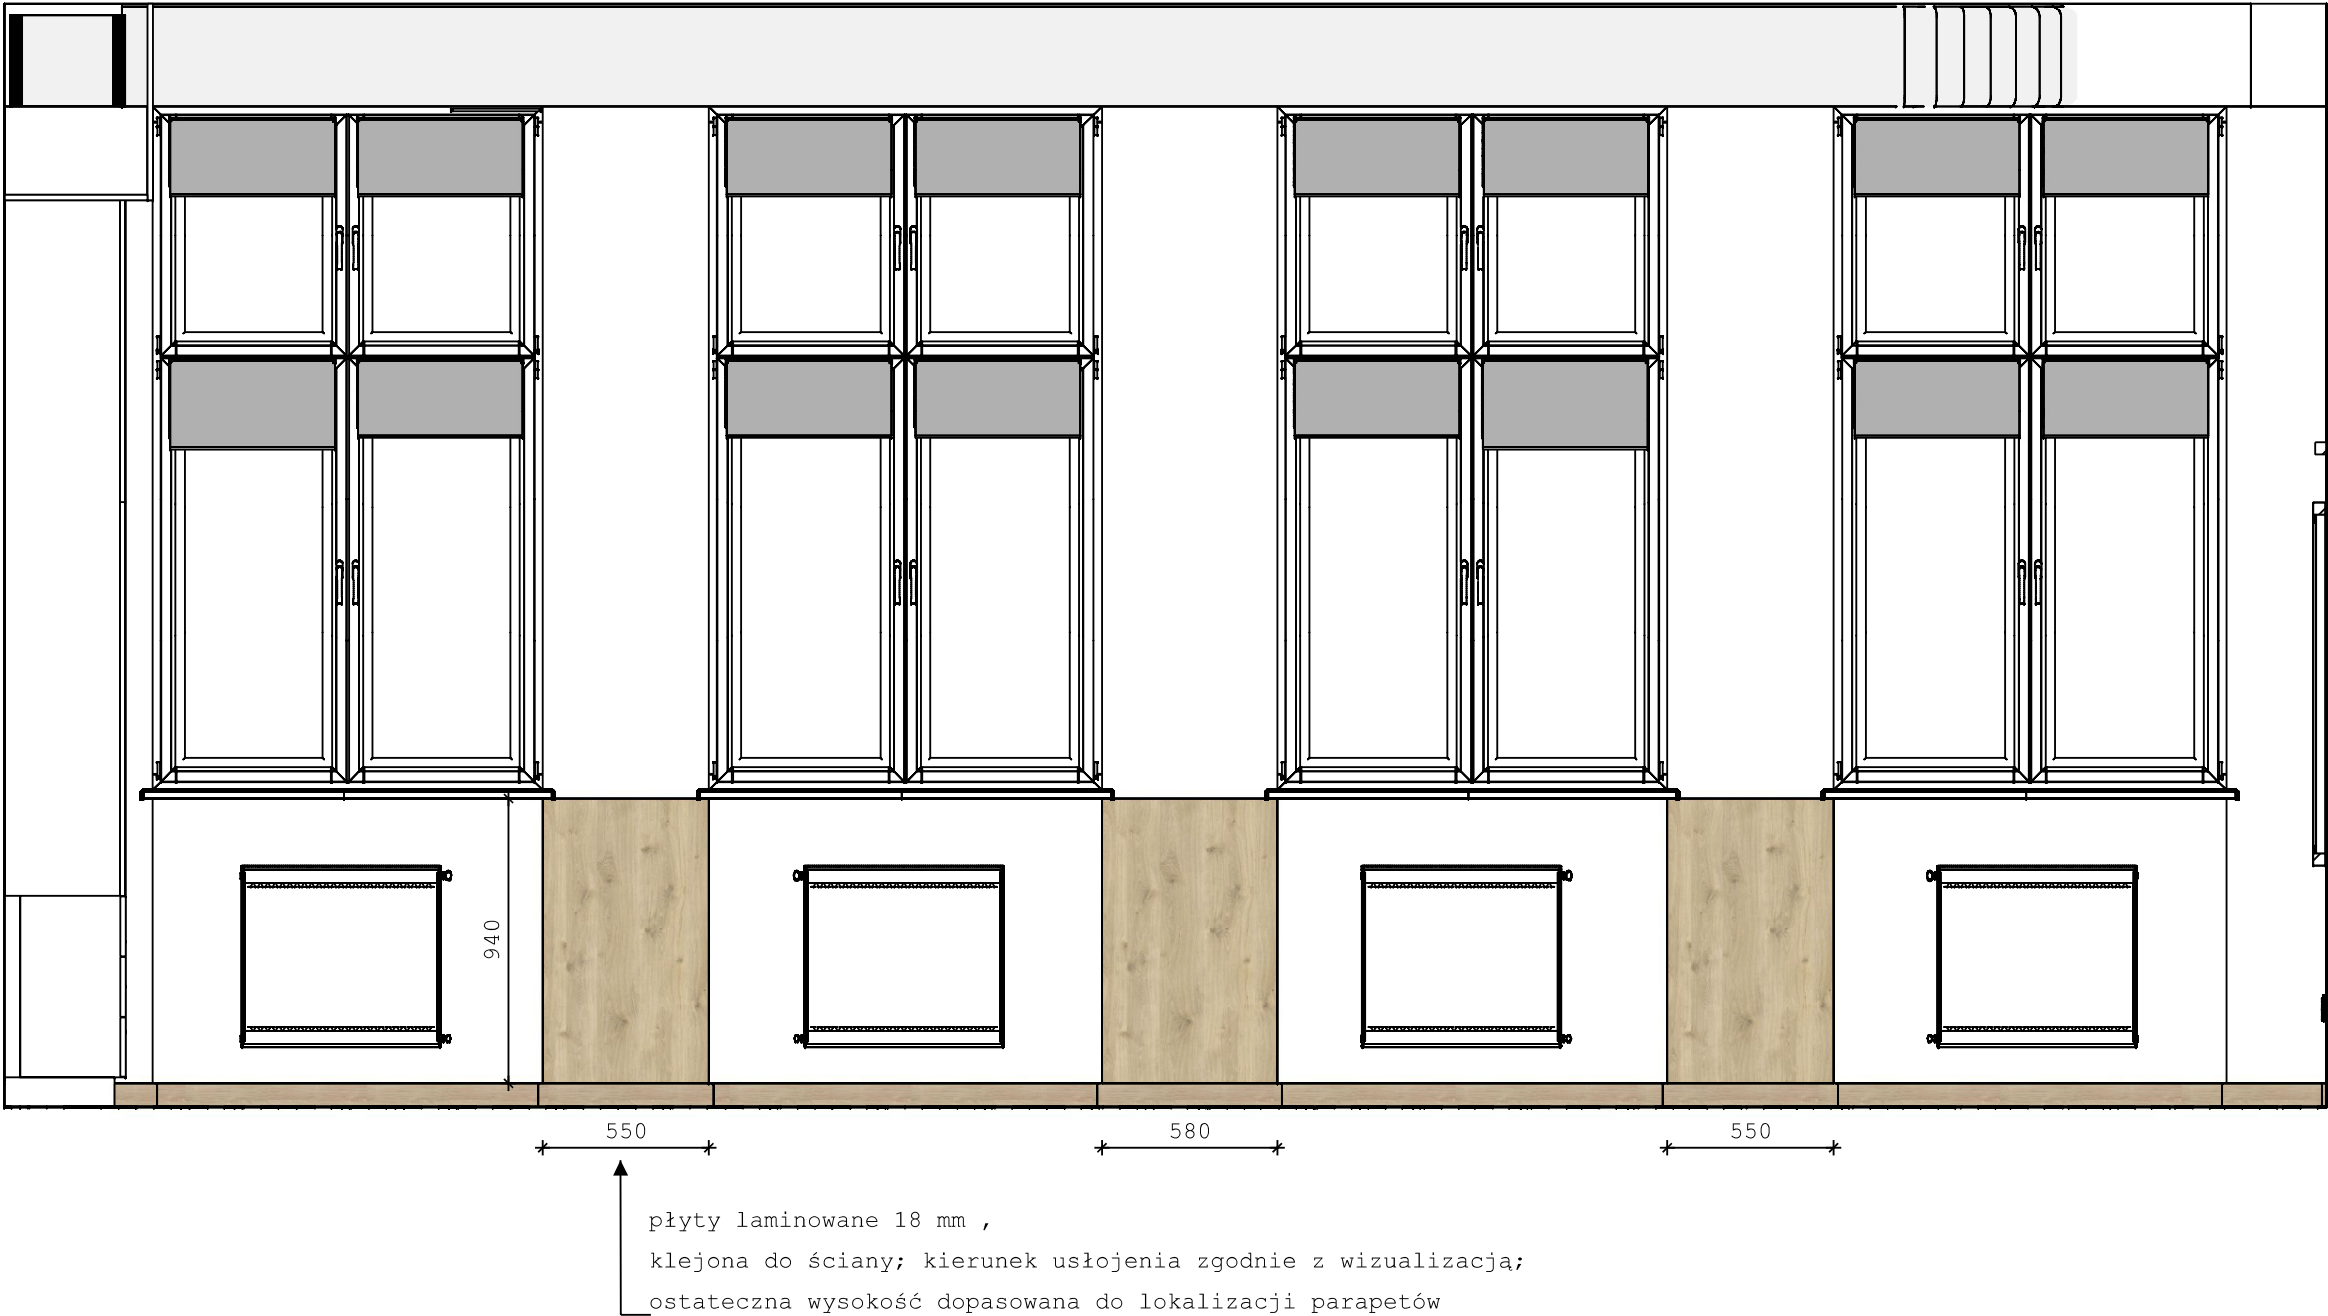 940
550
580
550
płyty laminowane 18 mm ,
klejona do ściany; kierunek usłojenia zgodnie z wizualizacją;
ostateczna wysokość dopasowana do lokalizacji parapetów